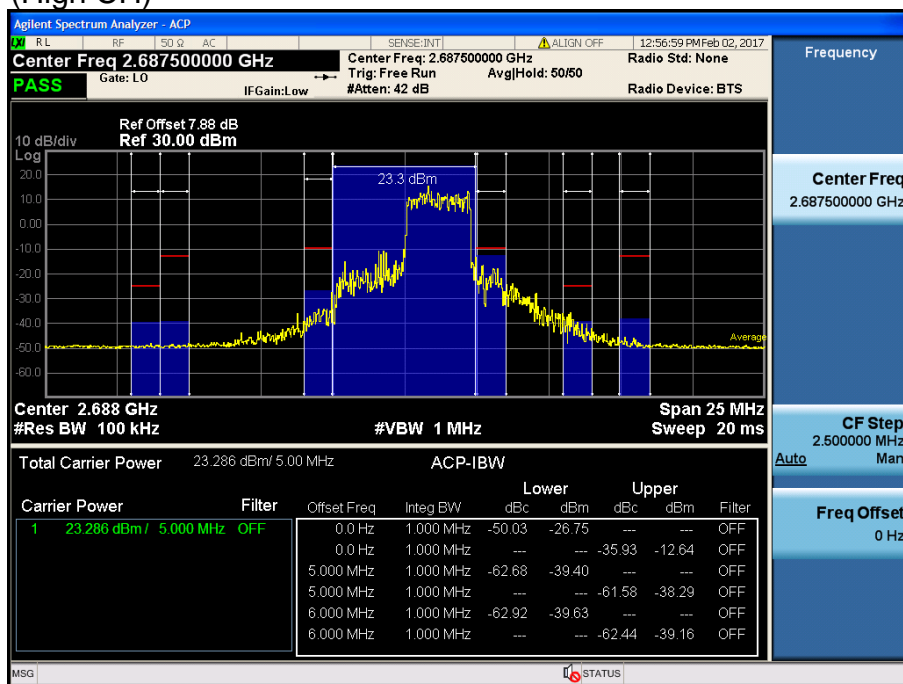 (High CH)
Agilent Spectrum Analyzer - ACP
LXI RL RF 50 Ω AC SENSE:INT ALIGN OFF 12:56:59 PM Feb 02, 2017
Center Freq 2.687500000 GHz Center Freq: 2.687500000 GHz Radio Std: None
PASS Gate: LO Trig: Free Run Avg|Hold: 50/50
IFGain:Low #Atten: 42 dB Radio Device: BTS
Ref Offset 7.88 dB
10 dB/div Ref 30.00 dBm
Log
20.0
23.3 dBm
10.0
0.00
-10.0
-20.0
-30.0
-40.0
Average
-50.0
-60.0
Center 2.688 GHz Span 25 MHz
#Res BW 100 kHz #VBW 1 MHz Sweep 20 ms
Total Carrier Power 23.286 dBm/ 5.00 MHz ACP-IBW
Lower Upper
Carrier Power Filter Offset Freq Integ BW dBc dBm dBc dBm Filter
1 23.286 dBm / 5.000 MHz OFF 0.0 Hz 1.000 MHz -50.03 -26.75 --- --- OFF
0.0 Hz 1.000 MHz --- --- -35.93 -12.64 OFF
5.000 MHz 1.000 MHz -62.68 -39.40 --- --- OFF
5.000 MHz 1.000 MHz --- --- -61.58 -38.29 OFF
6.000 MHz 1.000 MHz -62.92 -39.63 --- --- OFF
6.000 MHz 1.000 MHz --- --- -62.44 -39.16 OFF
MSG STATUS
Frequency
Center Freq
2.687500000 GHz
CF Step
2.500000 MHz
Auto Man
Freq Offset
0 Hz